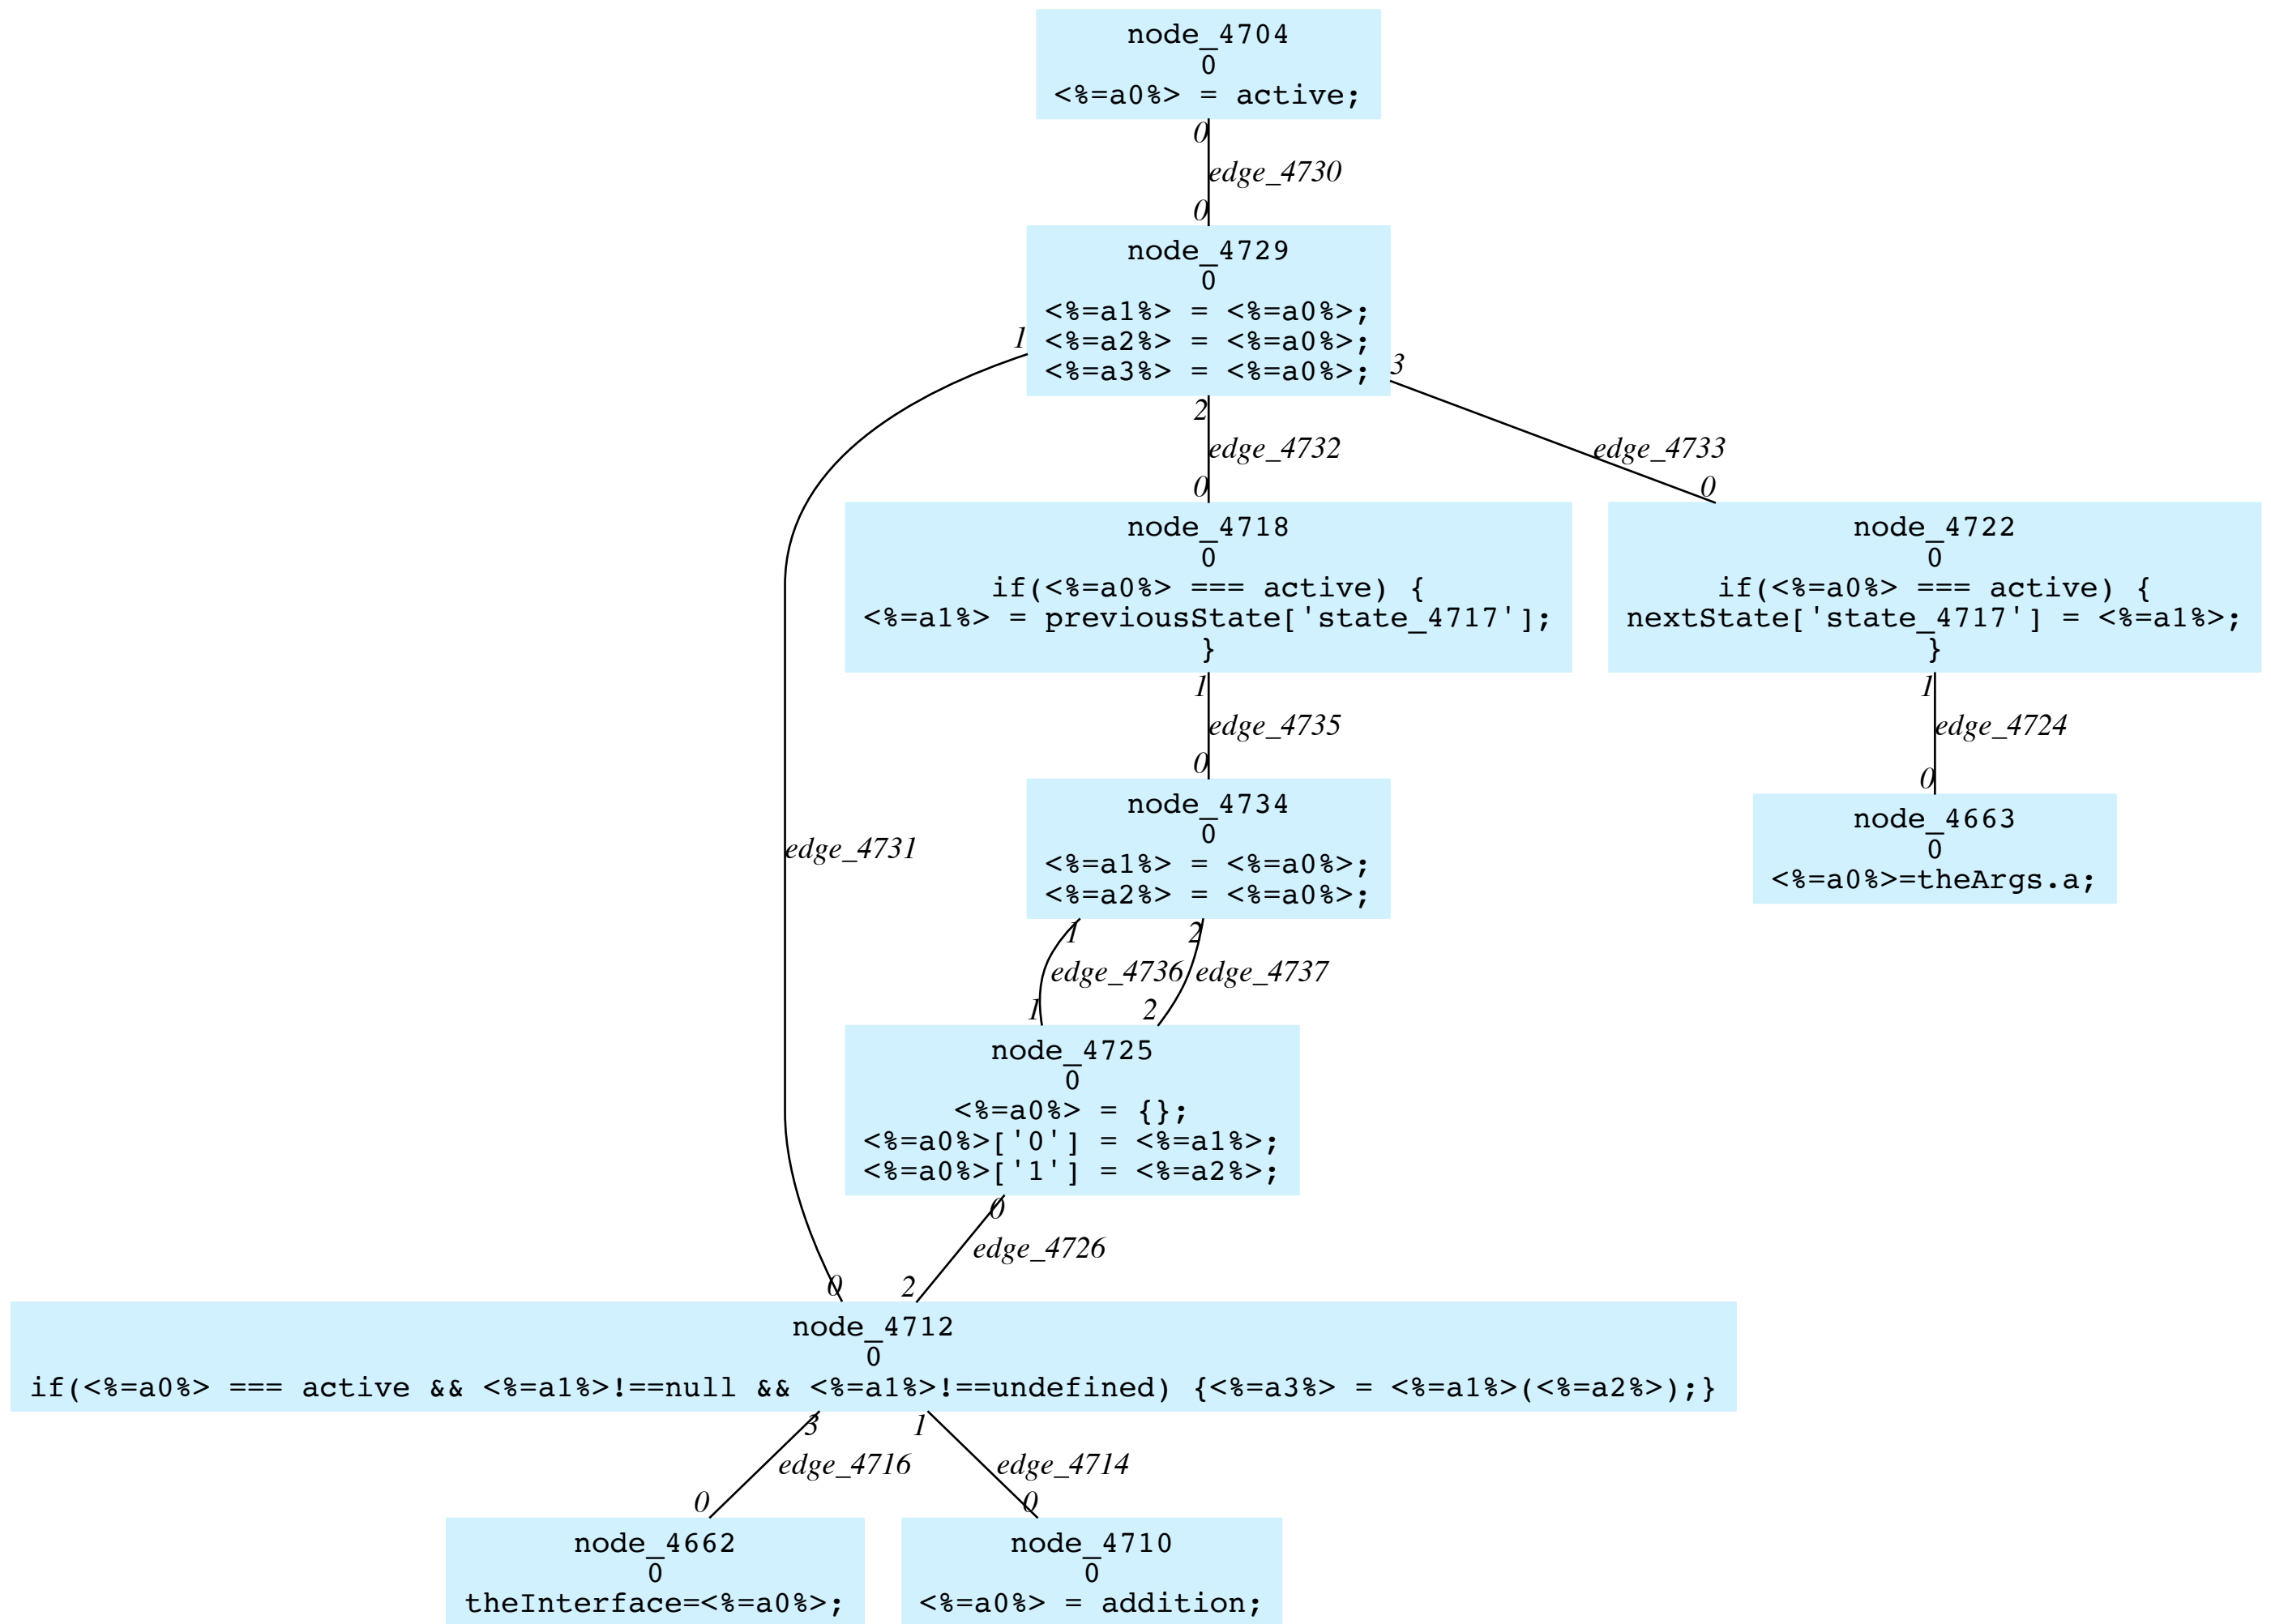 node_4704
0
<%=a0%> = active;
0
edge_4730
0
node_4729
0
<%=a1%> = <%=a0%>;
<%=a2%> = <%=a0%>;
<%=a3%> = <%=a0%>;
1
3
2
edge_4732
edge_4733
0
0
node_4718
0
if(<%=a0%> === active) {
<%=a1%> = previousState['state_4717'];
}
node_4722
0
if(<%=a0%> === active) {
nextState['state_4717'] = <%=a1%>;
}
1
1
edge_4735
edge_4724
0
0
node_4734
0
<%=a1%> = <%=a0%>;
<%=a2%> = <%=a0%>;
node_4663
0
<%=a0%>=theArgs.a;
edge_4731
1
2
edge_4736
edge_4737
1
2
node_4725
0
<%=a0%> = {};
<%=a0%>['0'] = <%=a1%>;
<%=a0%>['1'] = <%=a2%>;
0
edge_4726
0
2
node_4712
0
if(<%=a0%> === active && <%=a1%>!==null && <%=a1%>!==undefined) {<%=a3%> = <%=a1%>(<%=a2%>);}
3
1
edge_4716
edge_4714
0
0
node_4662
0
theInterface=<%=a0%>;
node_4710
0
<%=a0%> = addition;